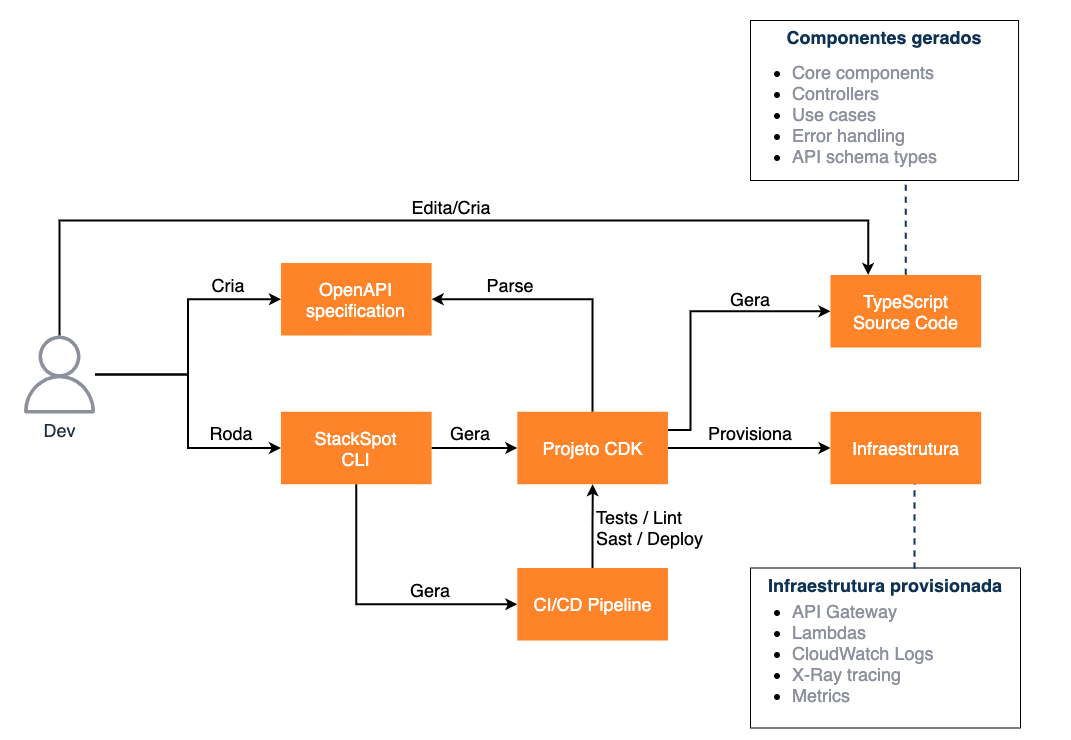 Componentes gerados
Core components
Controllers
Use cases
Error handling
API schema types
Edita/Cria
Cria
OpenAPI
specification
Parse
Gera
TypeScript
Source Code
Dev
Roda
StackSpot
CLI
Gera
Projeto CDK
Provisiona
Infraestrutura
Tests / Lint
Sast / Deploy
Gera
CI/CD Pipeline
Infraestrutura provisionada
API Gateway
Lambdas
CloudWatch Logs
X-Ray tracing
Metrics